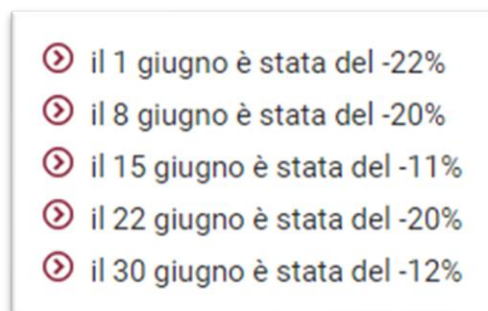 il 1 giugno è stata del -22%
il 8 giugno è stata del -20%
il 15 giugno è stata del -11%
il 22 giugno è stata del -20%
il 30 giugno è stata del -12%